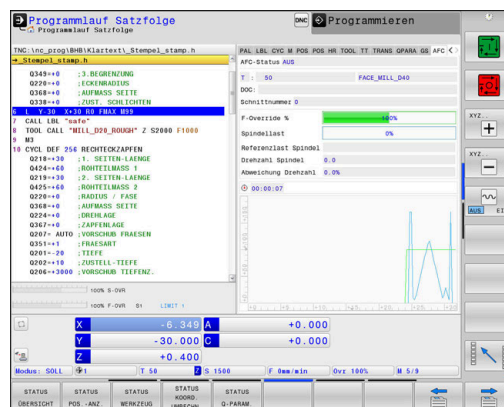 Programmlauf Satzfolge
Programmlauf Satzfolge
DNC
Programmieren
TNC:\nc_prog\BHB\Klartext\_Stempel_stamp.h
→_Stempel_stamp.h
Q349=+0 ;3.BEGRENZUNG
Q220=+0 ;ECKENRADIUS
Q368=+0 ;AUFMASS SEITE
Q338=+0 ;ZUST. SCHLICHTEN
6 L Y-30 X+30 R0 FMAX M99
7 CALL LBL "safe"
8 TOOL CALL "MILL_D20_ROUGH" Z S2000 F1000
9 M3
10 CYCL DEF 256 RECHTECKZAPFEN
Q218=+30 ;1. SEITEN-LAENGE
Q424=+60 ;ROHTEILMASS 1
Q219=+30 ;2. SEITEN-LAENGE
Q425=+60 ;ROHTEILMASS 2
Q220=+0 ;RADIUS / FASE
Q368=+0 ;AUFMASS SEITE
Q224=+0 ;DREHLAGE
Q367=+0 ;ZAPFENLAGE
Q207= AUTO ;VORSCHUB FRAESEN
Q351=+1 ;FRAESART
Q201=-20 ;TIEFE
Q202=+10 ;ZUSTELL-TIEFE
Q206=+3000 ;VORSCHUB TIEFENZ.
100% S-OVR
100% F-OVR S1 LIMIT 1
PAL LBL CYC M POS POS HR TOOL TT TRANS QPARA GS AFC
AFC-Status AUS
T : 50 FACE_MILL_D40
DOC:
Schnittnummer 0
F-Override % 100%
Spindellast 0%
Referenzlast Spindel
Drehzahl Spindel 0.0
Abweichung Drehzahl 0.0%
00:00:07
X -6.349 A +0.000
Y -30.000 C +0.000
Z +0.400
Modus: SOLL 1 T 50 Z S 1500 F 0mm/min Ovr 100% M 5/9
STATUS ÜBERSICHT
STATUS POS.-ANZ.
STATUS WERKZEUG
STATUS KOORD. UMRECHN.
STATUS Q-PARAM.
XYZ..
XYZ..
AUS EI